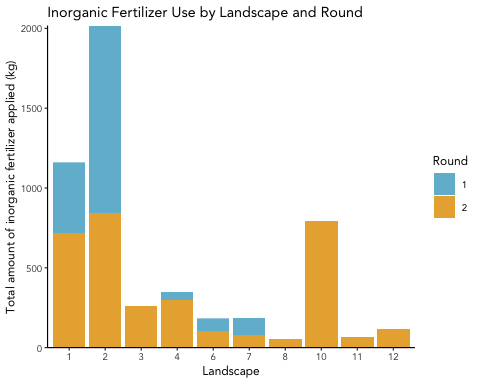 Inorganic Fertilizer Use by Landscape and Round
Total amount of inorganic fertilizer applied (kg)
2000
1500
1000
500
0
1 2 3 4 6 7 8 10 11 12
Landscape
Round
1
2